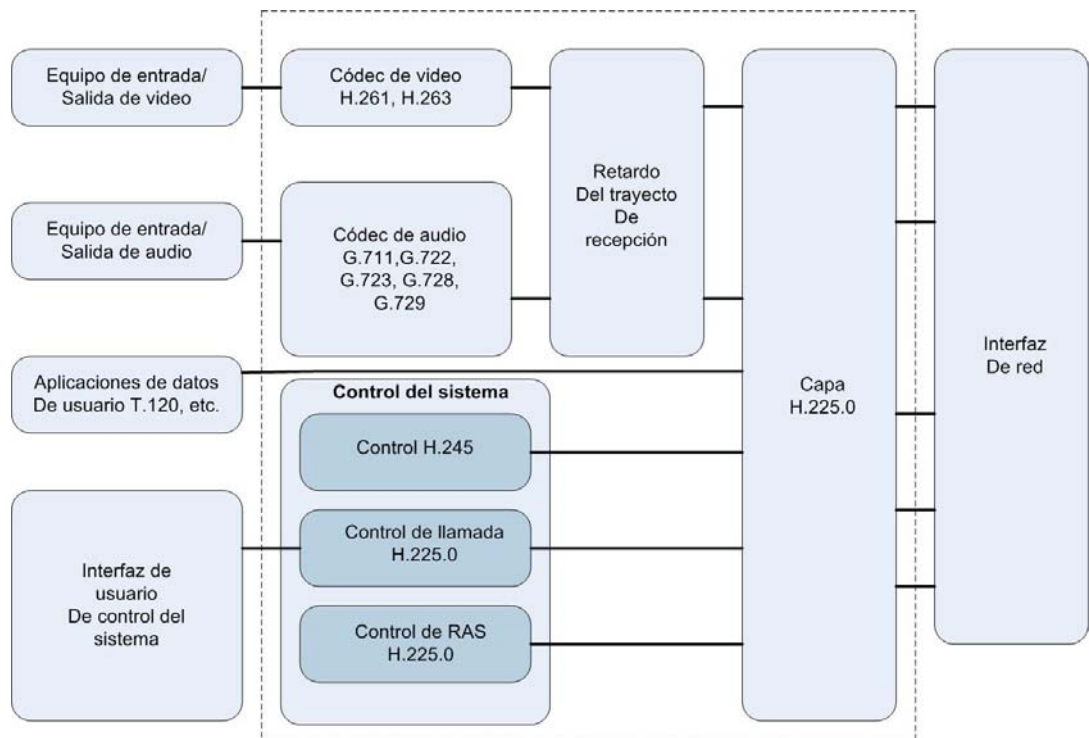 Equipo de entrada/
Salida de video
Códec de video
H.261, H.263
Equipo de entrada/
Salida de audio
Códec de audio
G.711,G.722,
G.723, G.728,
G.729
Retardo
Del trayecto
De
recepción
Aplicaciones de datos
De usuario T.120, etc.
Control del sistema
Control H.245
Control de llamada
H.225.0
Control de RAS
H.225.0
Interfaz de
usuario
De control del
sistema
Capa
H.225.0
Interfaz
De red